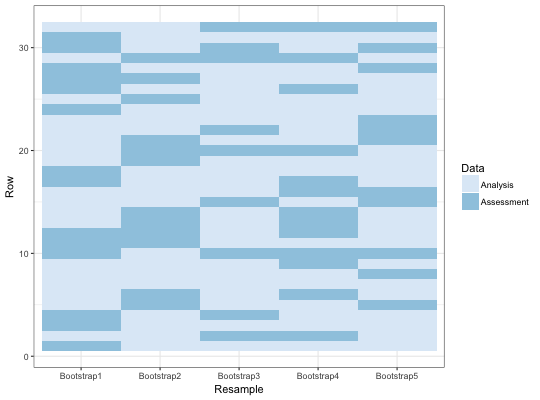 30
20
10
0
Row
Bootstrap1 Bootstrap2 Bootstrap3 Bootstrap4 Bootstrap5
Resample
Data
Analysis
Assessment